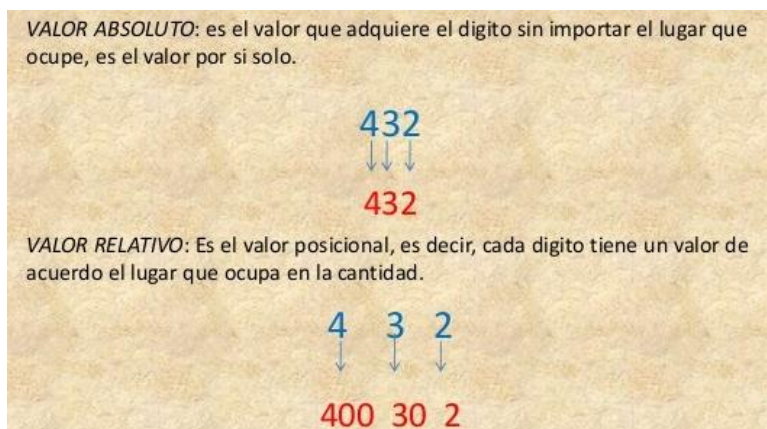 VALOR ABSOLUTO: es el valor que adquiere el digito sin importar el lugar que
ocupe, es el valor por si solo.
432
432
VALOR RELATIVO: Es el valor posicional, es decir, cada digito tiene un valor de
acuerdo el lugar que ocupa en la cantidad.
4 3 2
400 30 2